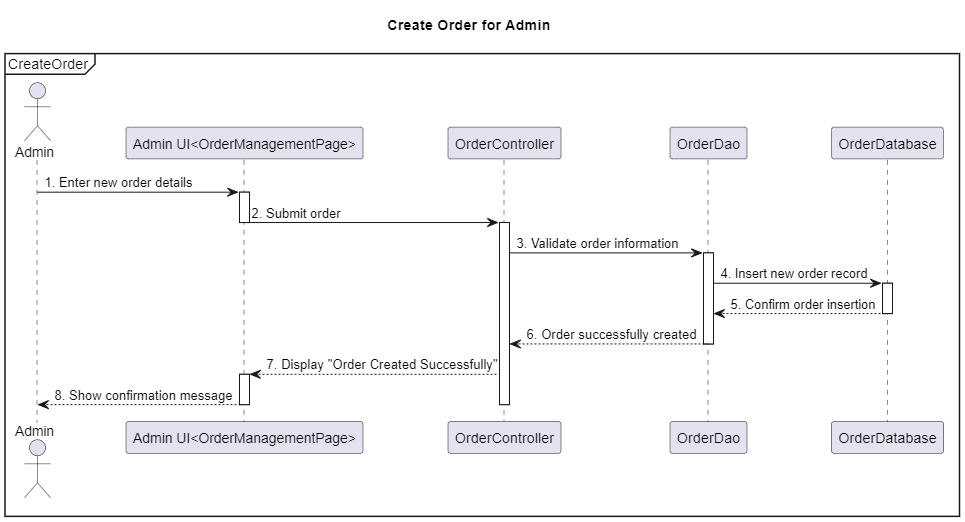 Create Order for Admin
CreateOrder
Admin
Admin UI<OrderManagementPage>
OrderController
OrderDao
OrderDatabase
1. Enter new order details
2. Submit order
3. Validate order information
4. Insert new order record
5. Confirm order insertion
6. Order successfully created
7. Display "Order Created Successfully"
8. Show confirmation message
Admin
Admin UI<OrderManagementPage>
OrderController
OrderDao
OrderDatabase